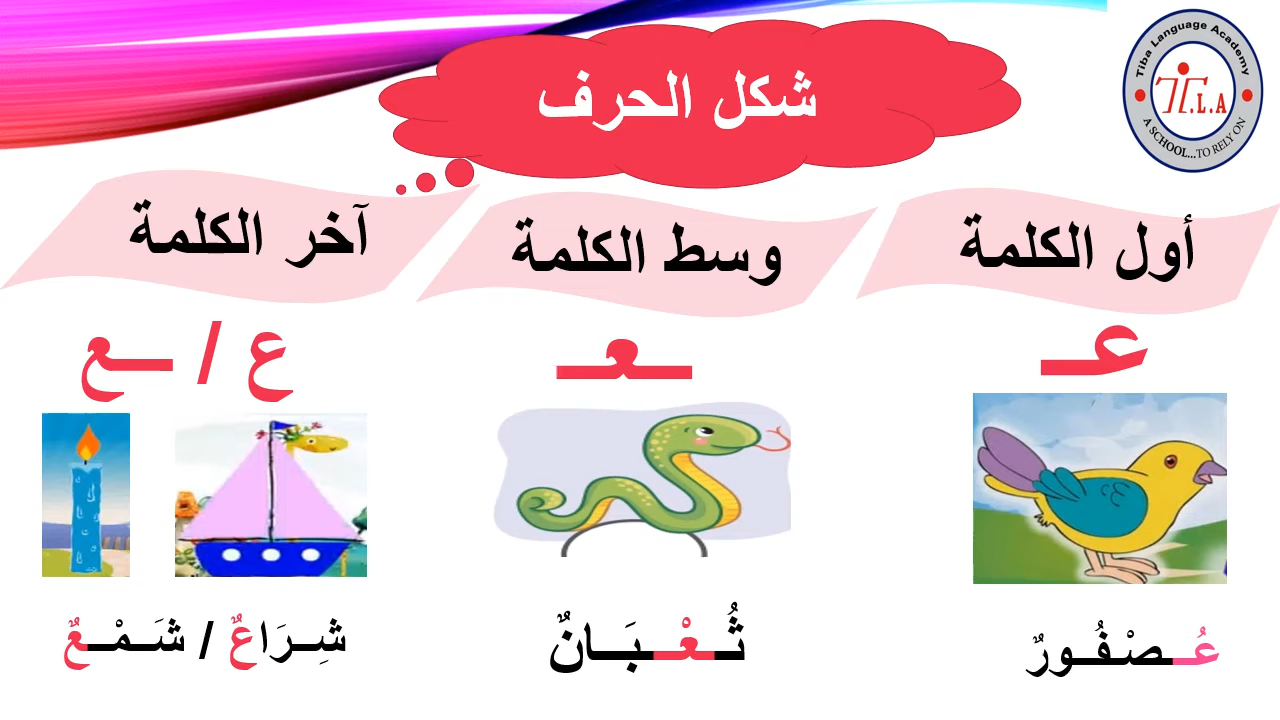 شكل الحرف
Tiba Language Academy
T.L.A
A SCHOOL...TO RELY ON
أول الكلمة
وسط الكلمة
آخر الكلمة
عـ
ـعـ
ع / ـع
عُـصْـفُـورٌ
ثُـعْـبَـانٌ
شِـرَاعٌ / شَـمْـعٌ